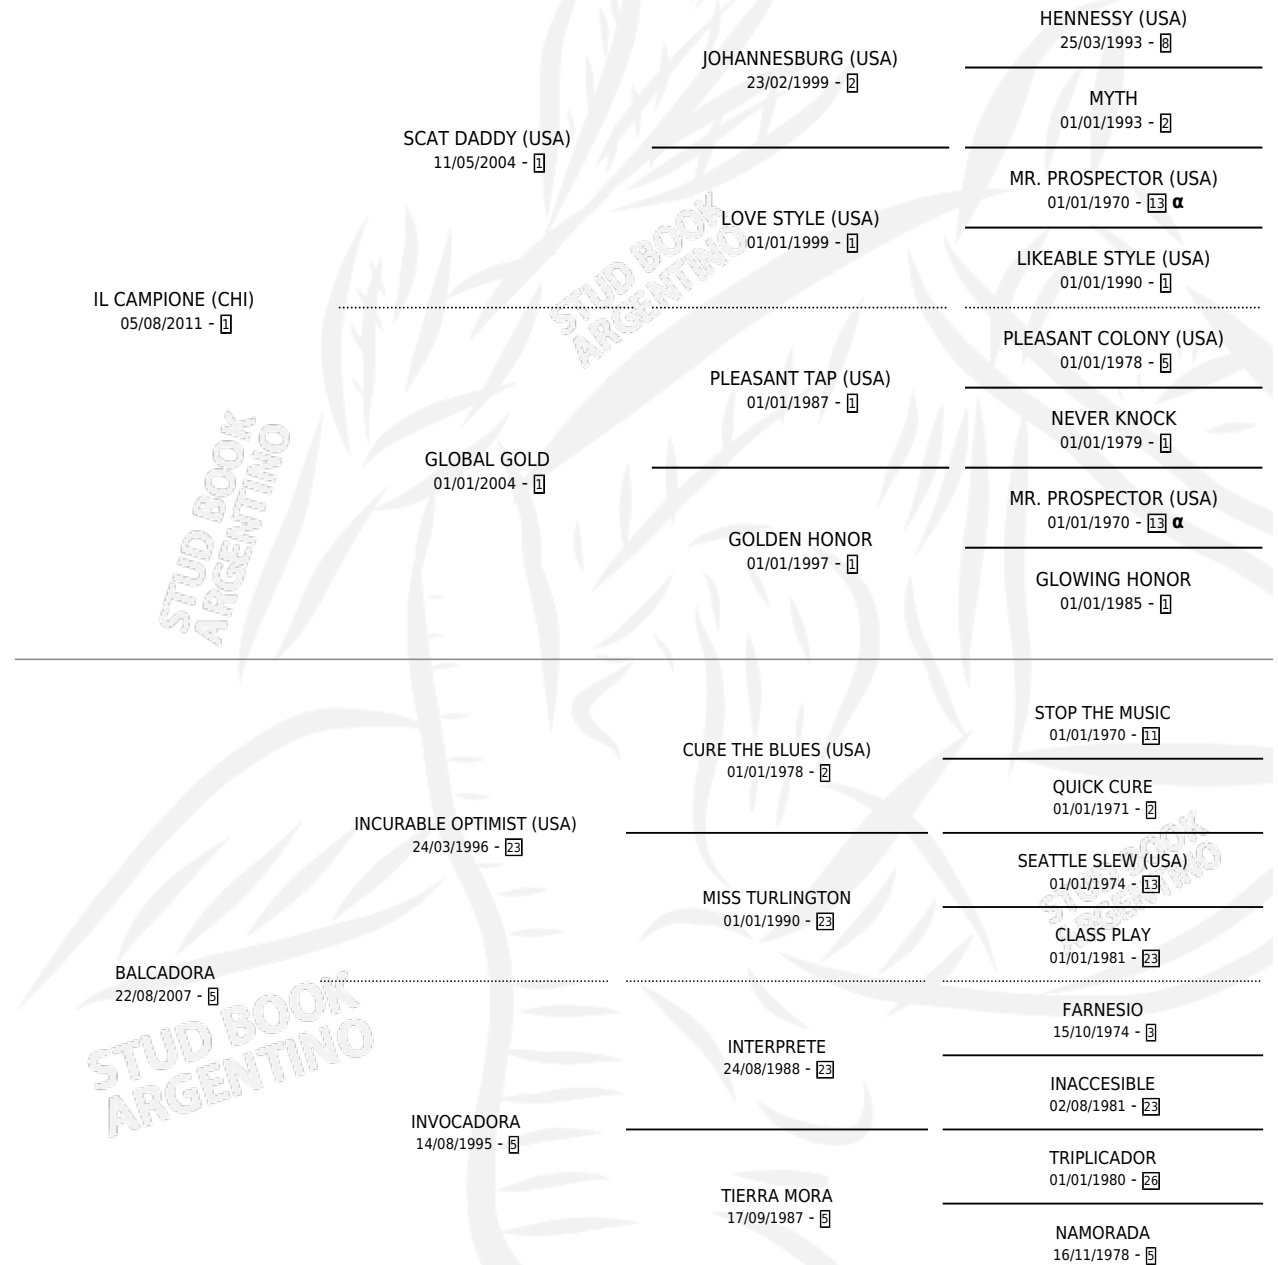 HENNESSY (USA)
25/03/1993 - 8
JOHANNESBURG (USA)
23/02/1999 - 2
MYTH
01/01/1993 - 2
SCAT DADDY (USA)
11/05/2004 - 1
MR. PROSPECTOR (USA)
01/01/1970 - 13 α
LOVE STYLE (USA)
01/01/1999 - 1
LIKEABLE STYLE (USA)
01/01/1990 - 1
IL CAMPIONE (CHI)
05/08/2011 - 1
PLEASANT COLONY (USA)
01/01/1978 - 5
PLEASANT TAP (USA)
01/01/1987 - 1
NEVER KNOCK
01/01/1979 - 1
GLOBAL GOLD
01/01/2004 - 1
MR. PROSPECTOR (USA)
01/01/1970 - 13 α
GOLDEN HONOR
01/01/1997 - 1
GLOWING HONOR
01/01/1985 - 1
STOP THE MUSIC
01/01/1970 - 11
CURE THE BLUES (USA)
01/01/1978 - 2
QUICK CURE
01/01/1971 - 2
INCURABLE OPTIMIST (USA)
24/03/1996 - 23
SEATTLE SLEW (USA)
01/01/1974 - 13
MISS TURLINGTON
01/01/1990 - 23
CLASS PLAY
01/01/1981 - 23
BALCADORA
22/08/2007 - 5
FARNESIO
15/10/1974 - 3
INTERPRETE
24/08/1988 - 23
INACCESIBLE
02/08/1981 - 23
INVOCADORA
14/08/1995 - 5
TRIPLICADOR
01/01/1980 - 26
TIERRA MORA
17/09/1987 - 5
NAMORADA
16/11/1978 - 5
STUD BOOK
ARGENTINO
STUD BOOK
ARGENTINO
STUD BOOK
ARGENTINO
STUD BOOK
ARGENTINO